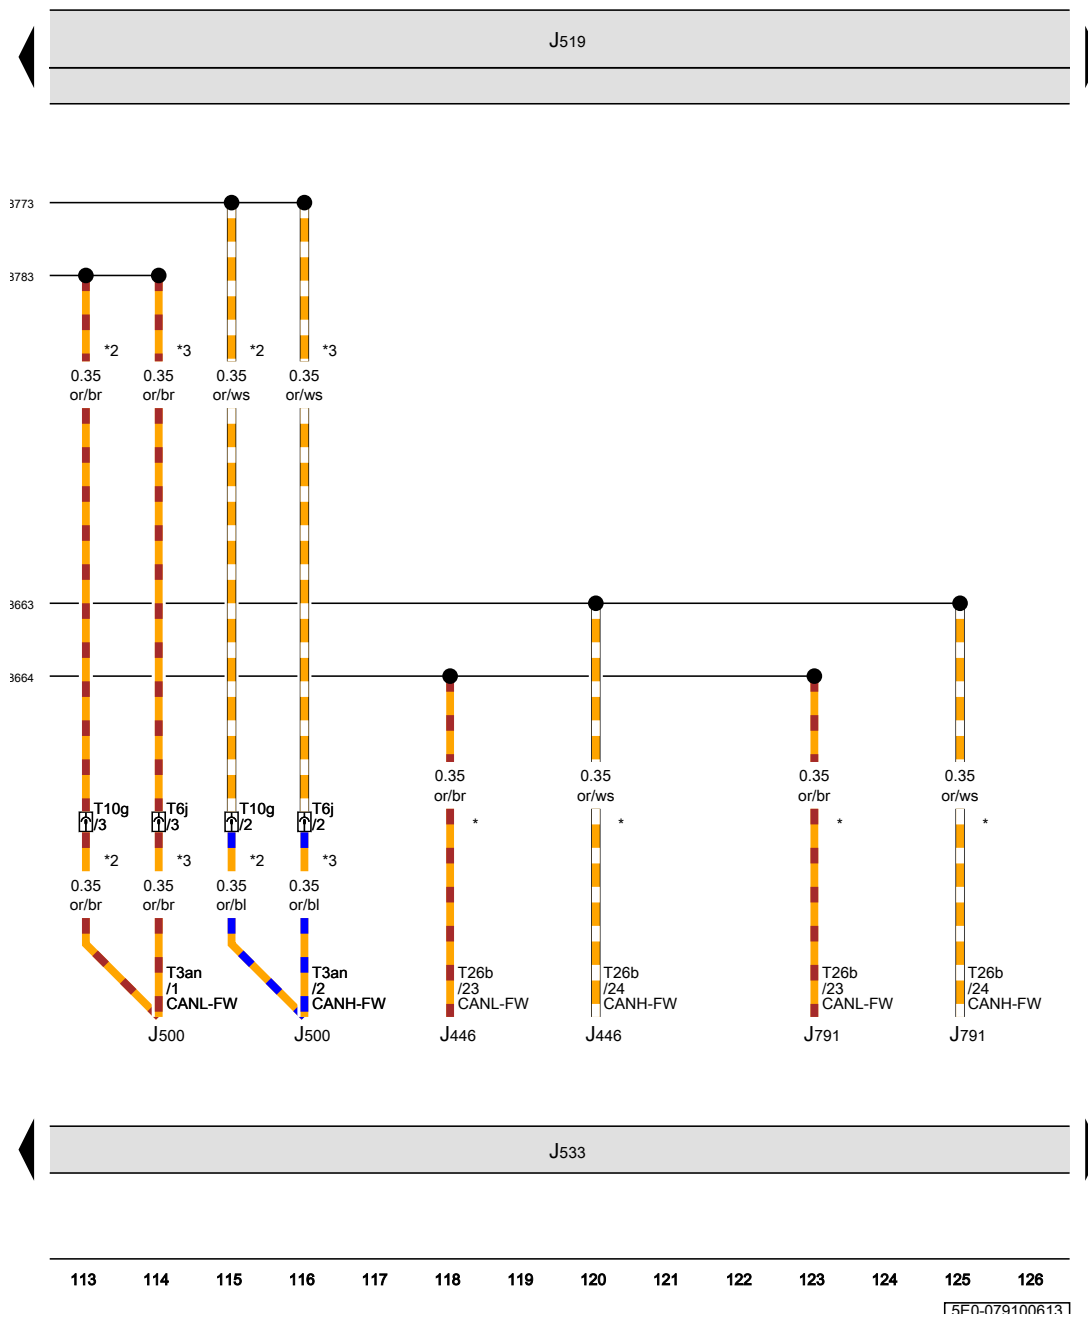 J519
3773
3783
*2 *3 *2 *3
0.35 0.35 0.35 0.35
or/br or/br or/ws or/ws
3663
3664
0.35 0.35 0.35 0.35
or/br or/ws or/br or/ws
T10g T6j T10g T6j
/3 /3 /2 /2
* * * *
*2 *3 *2 *3
0.35 0.35 0.35 0.35
or/br or/br or/bl or/bl
T3an T3an T26b T26b T26b T26b
/1 /2 /23 /24 /23 /24
CANL-FW CANH-FW CANL-FW CANH-FW CANL-FW CANH-FW
J500 J500 J446 J446 J791 J791
J533
113 114 115 116 117 118 119 120 121 122 123 124 125 126
5E0-079100613